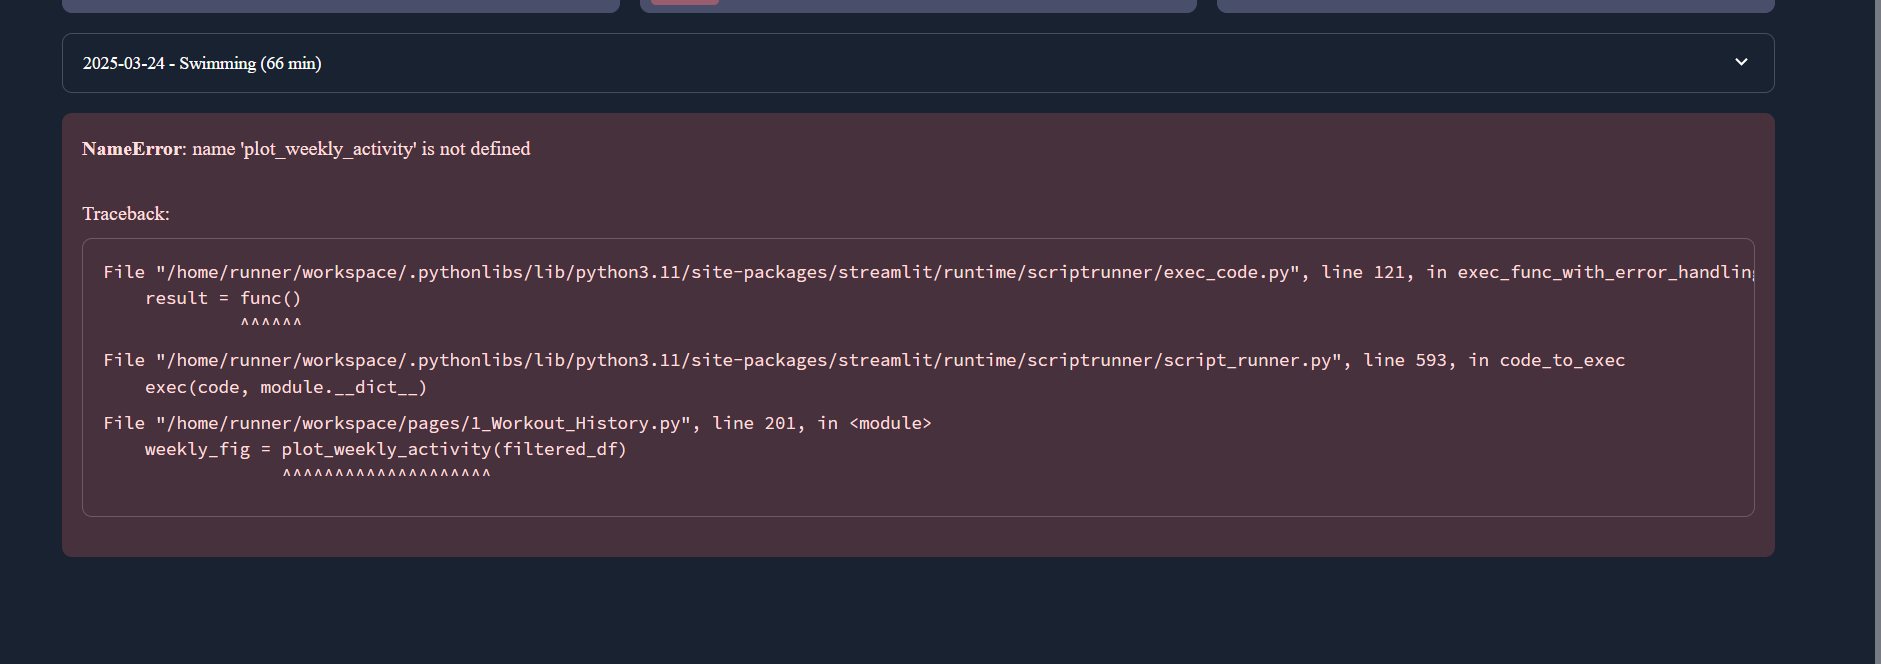 2025-03-24 - Swimming (66 min)
NameError: name 'plot_weekly_activity' is not defined
Traceback:
File "/home/runner/workspace/.pythonlibs/lib/python3.11/site-packages/streamlit/runtime/scriptrunner/exec_code.py", line 121, in exec_func_with_error_handling
result = func()
^^^^^^
File "/home/runner/workspace/.pythonlibs/lib/python3.11/site-packages/streamlit/runtime/scriptrunner/script_runner.py", line 593, in code_to_exec
exec(code, module.__dict__)
File "/home/runner/workspace/pages/1_Workout_History.py", line 201, in <module>
weekly_fig = plot_weekly_activity(filtered_df)
^^^^^^^^^^^^^^^^^^^^